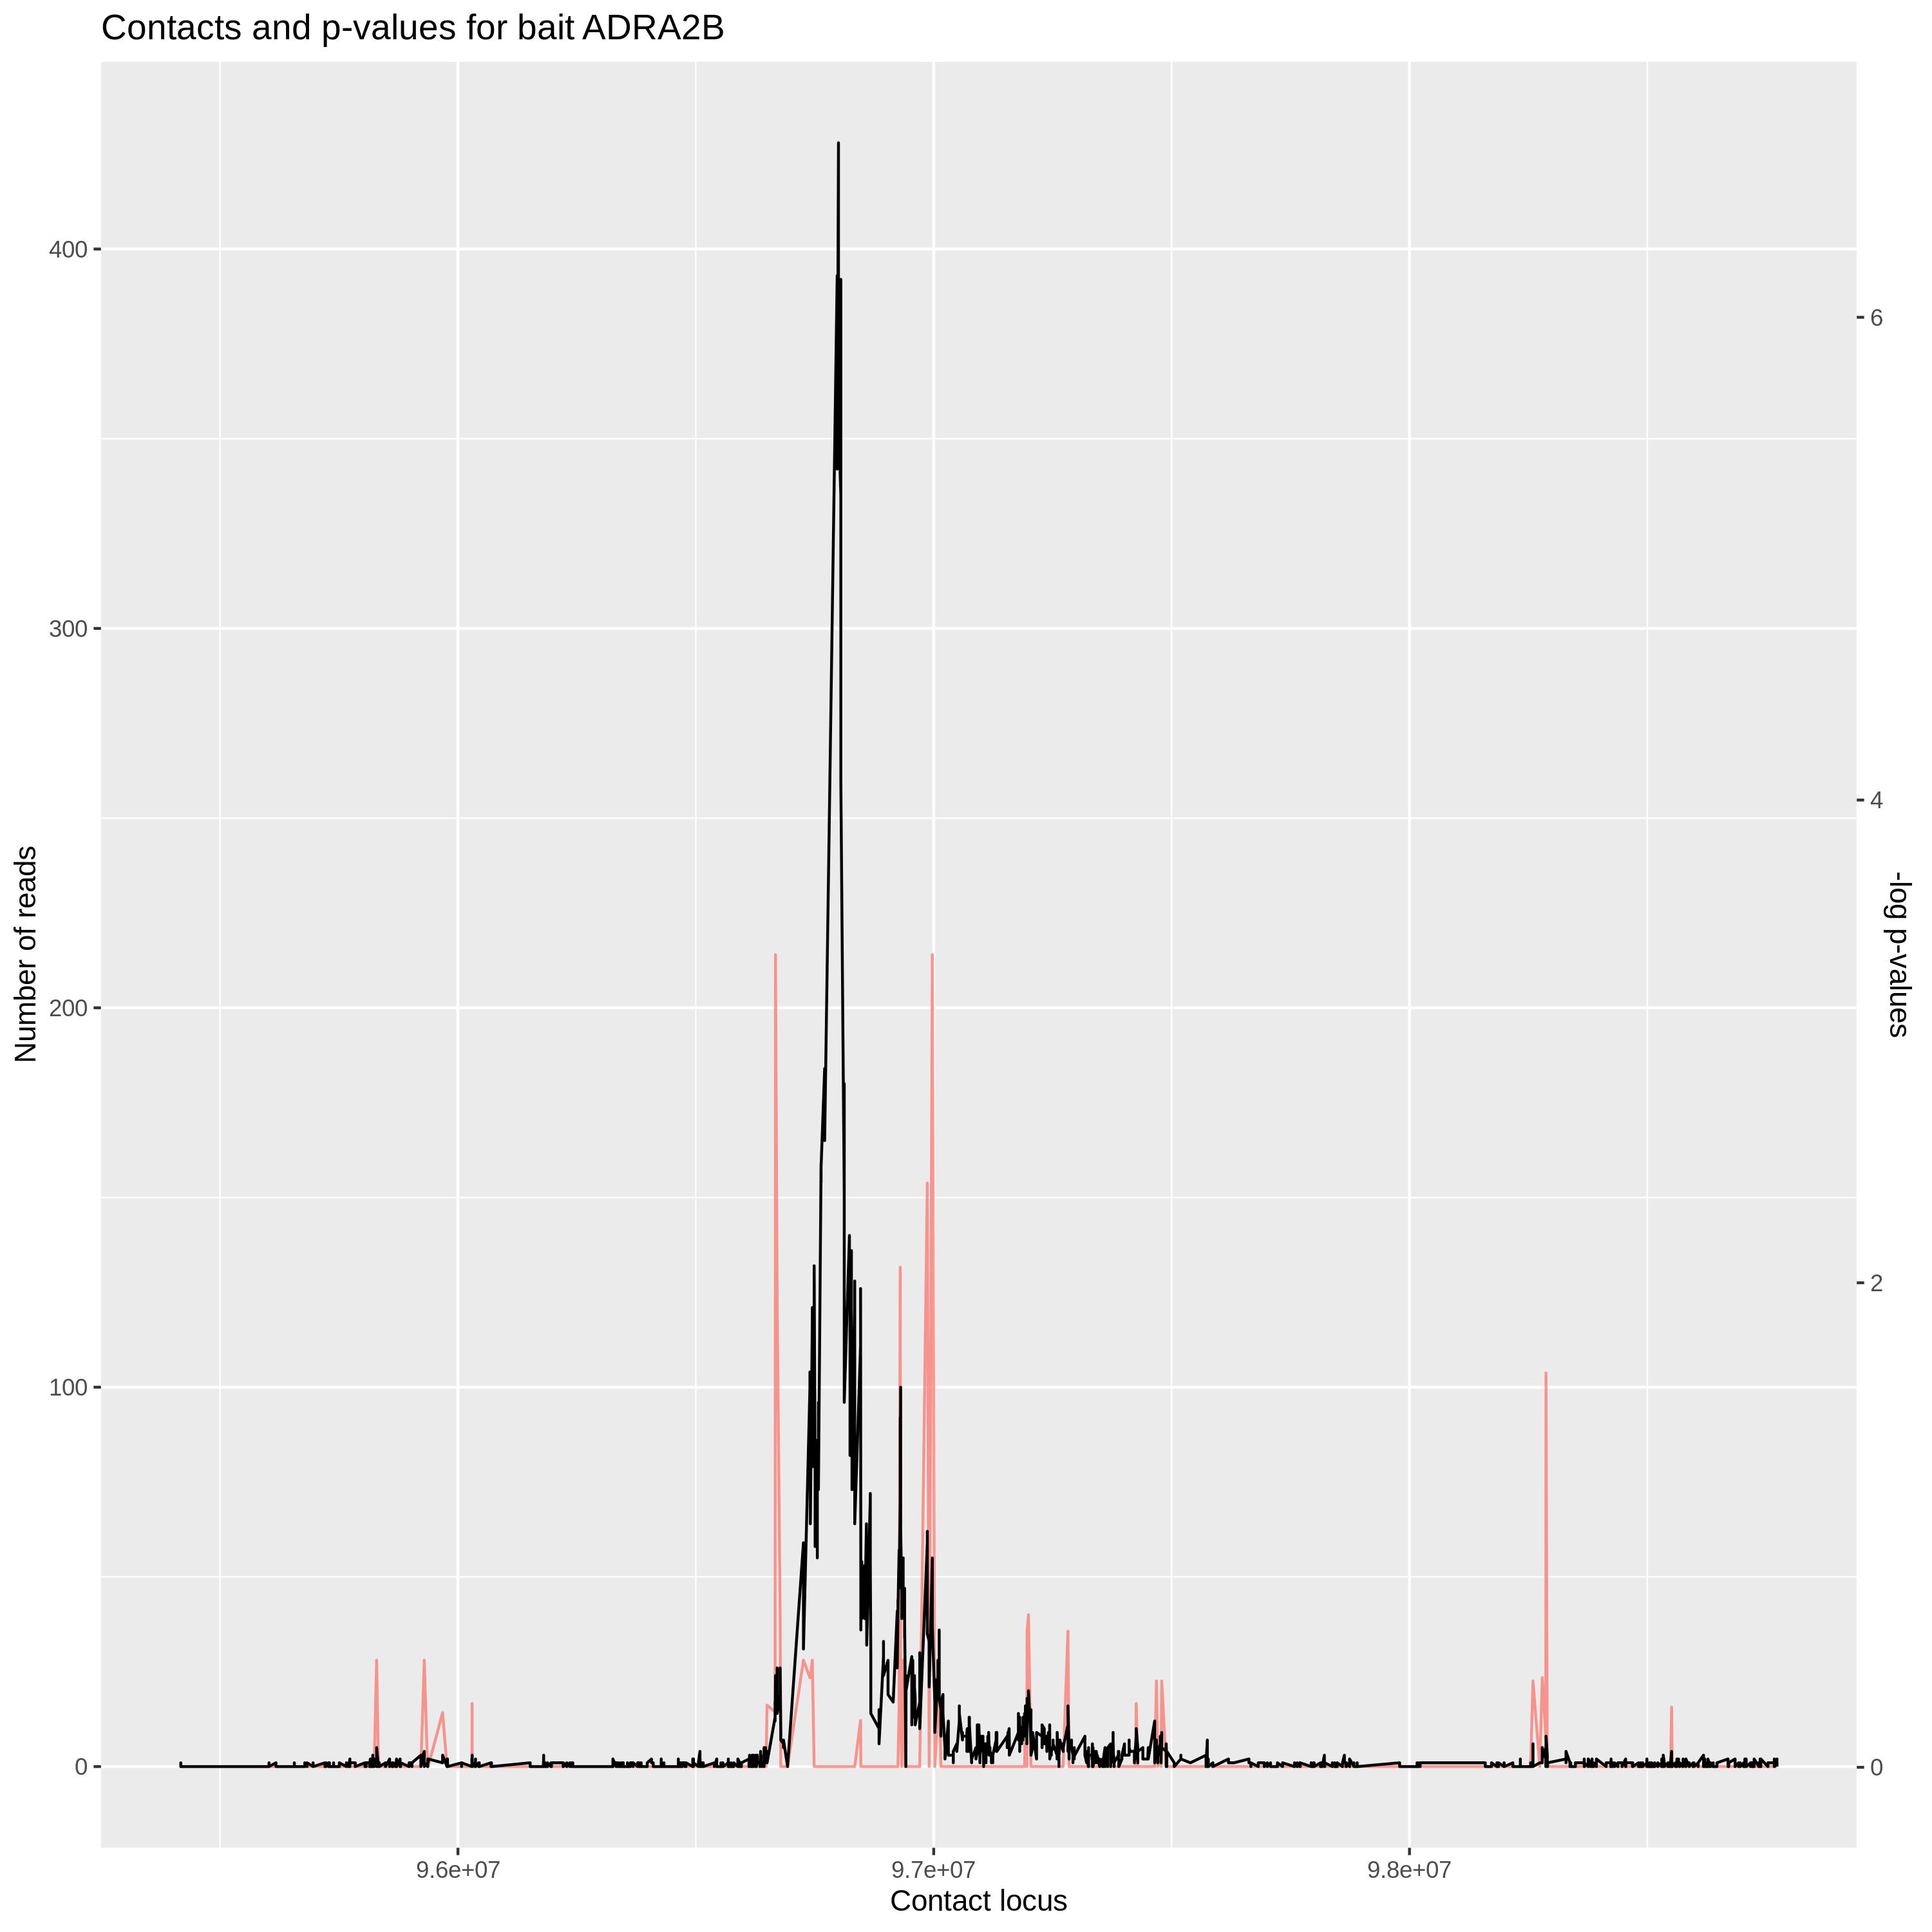 Contacts and p-values for bait ADRA2B
Number of reads
400
300
200
100
0
6
4
2
0
-log p-values
9.6e+07
9.7e+07
9.8e+07
Contact locus